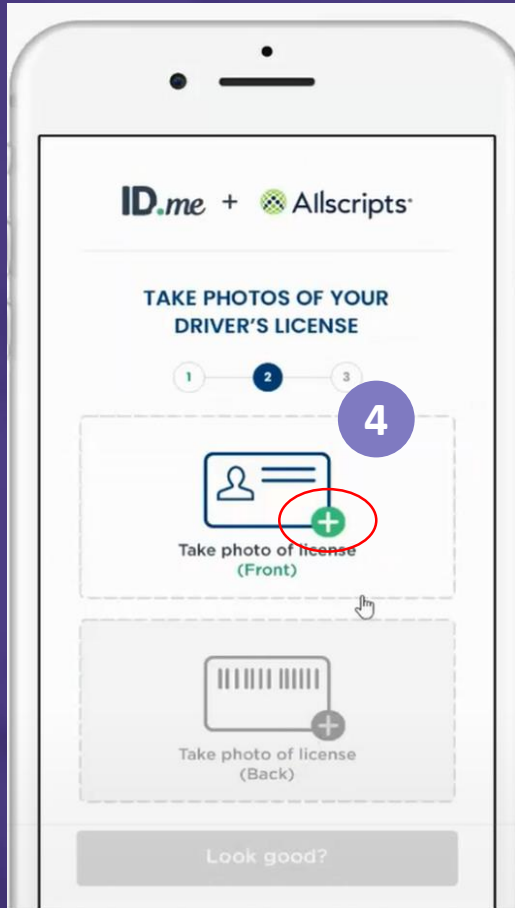 ID.me + Allscripts
TAKE PHOTOS OF YOUR
DRIVER'S LICENSE
1 2 3
4
Take photo of license
(Front)
Take photo of license
(Back)
Look good?